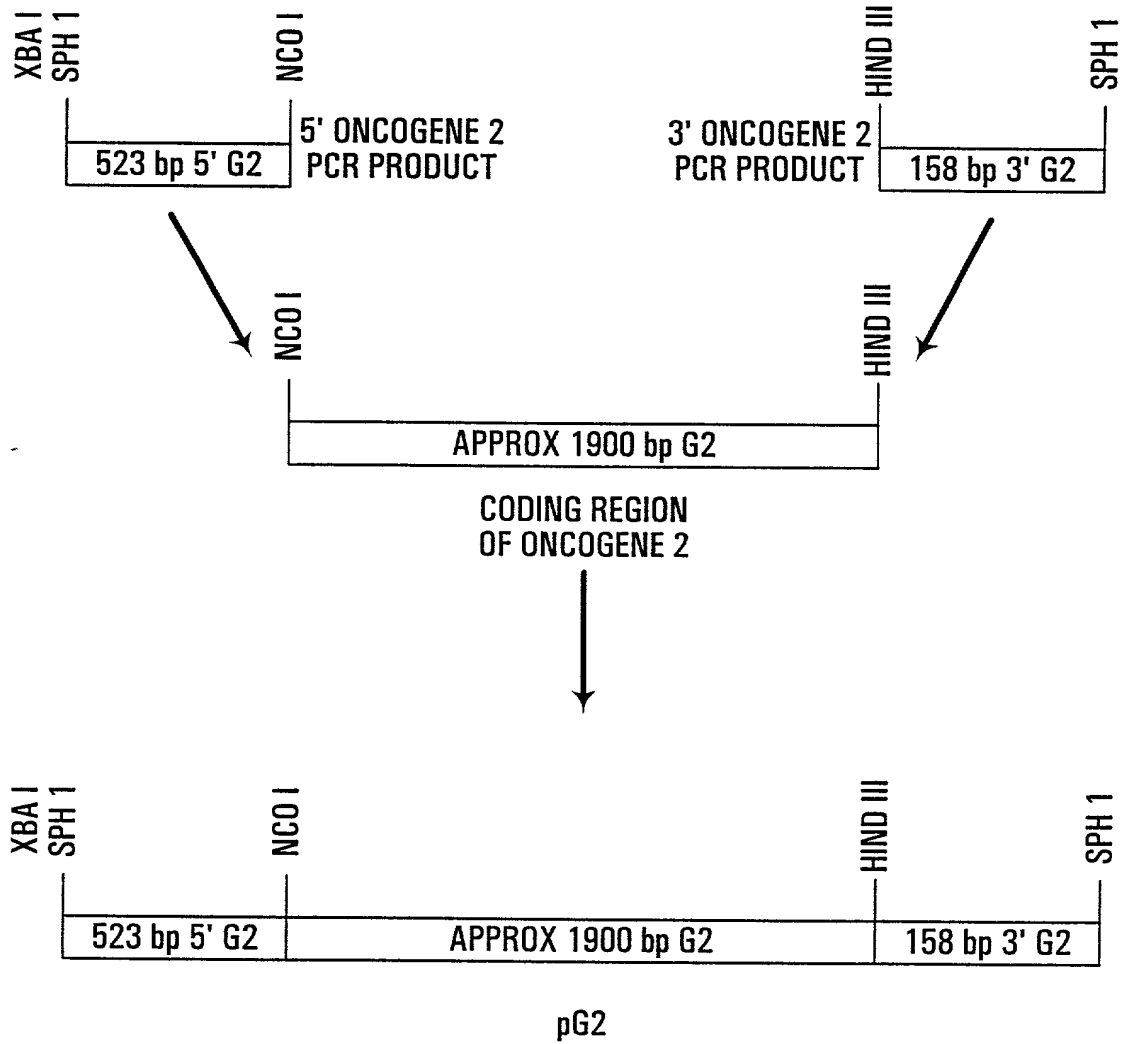 XBA I
SPH 1
NCO I
HIND III
SPH 1
5' ONCOGENE 2
PCR PRODUCT
3' ONCOGENE 2
PCR PRODUCT
523 bp 5' G2
158 bp 3' G2
NCO I
HIND III
APPROX 1900 bp G2
CODING REGION
OF ONCOGENE 2
XBA I
SPH 1
NCO I
HIND III
SPH 1
523 bp 5' G2
APPROX 1900 bp G2
158 bp 3' G2
pG2